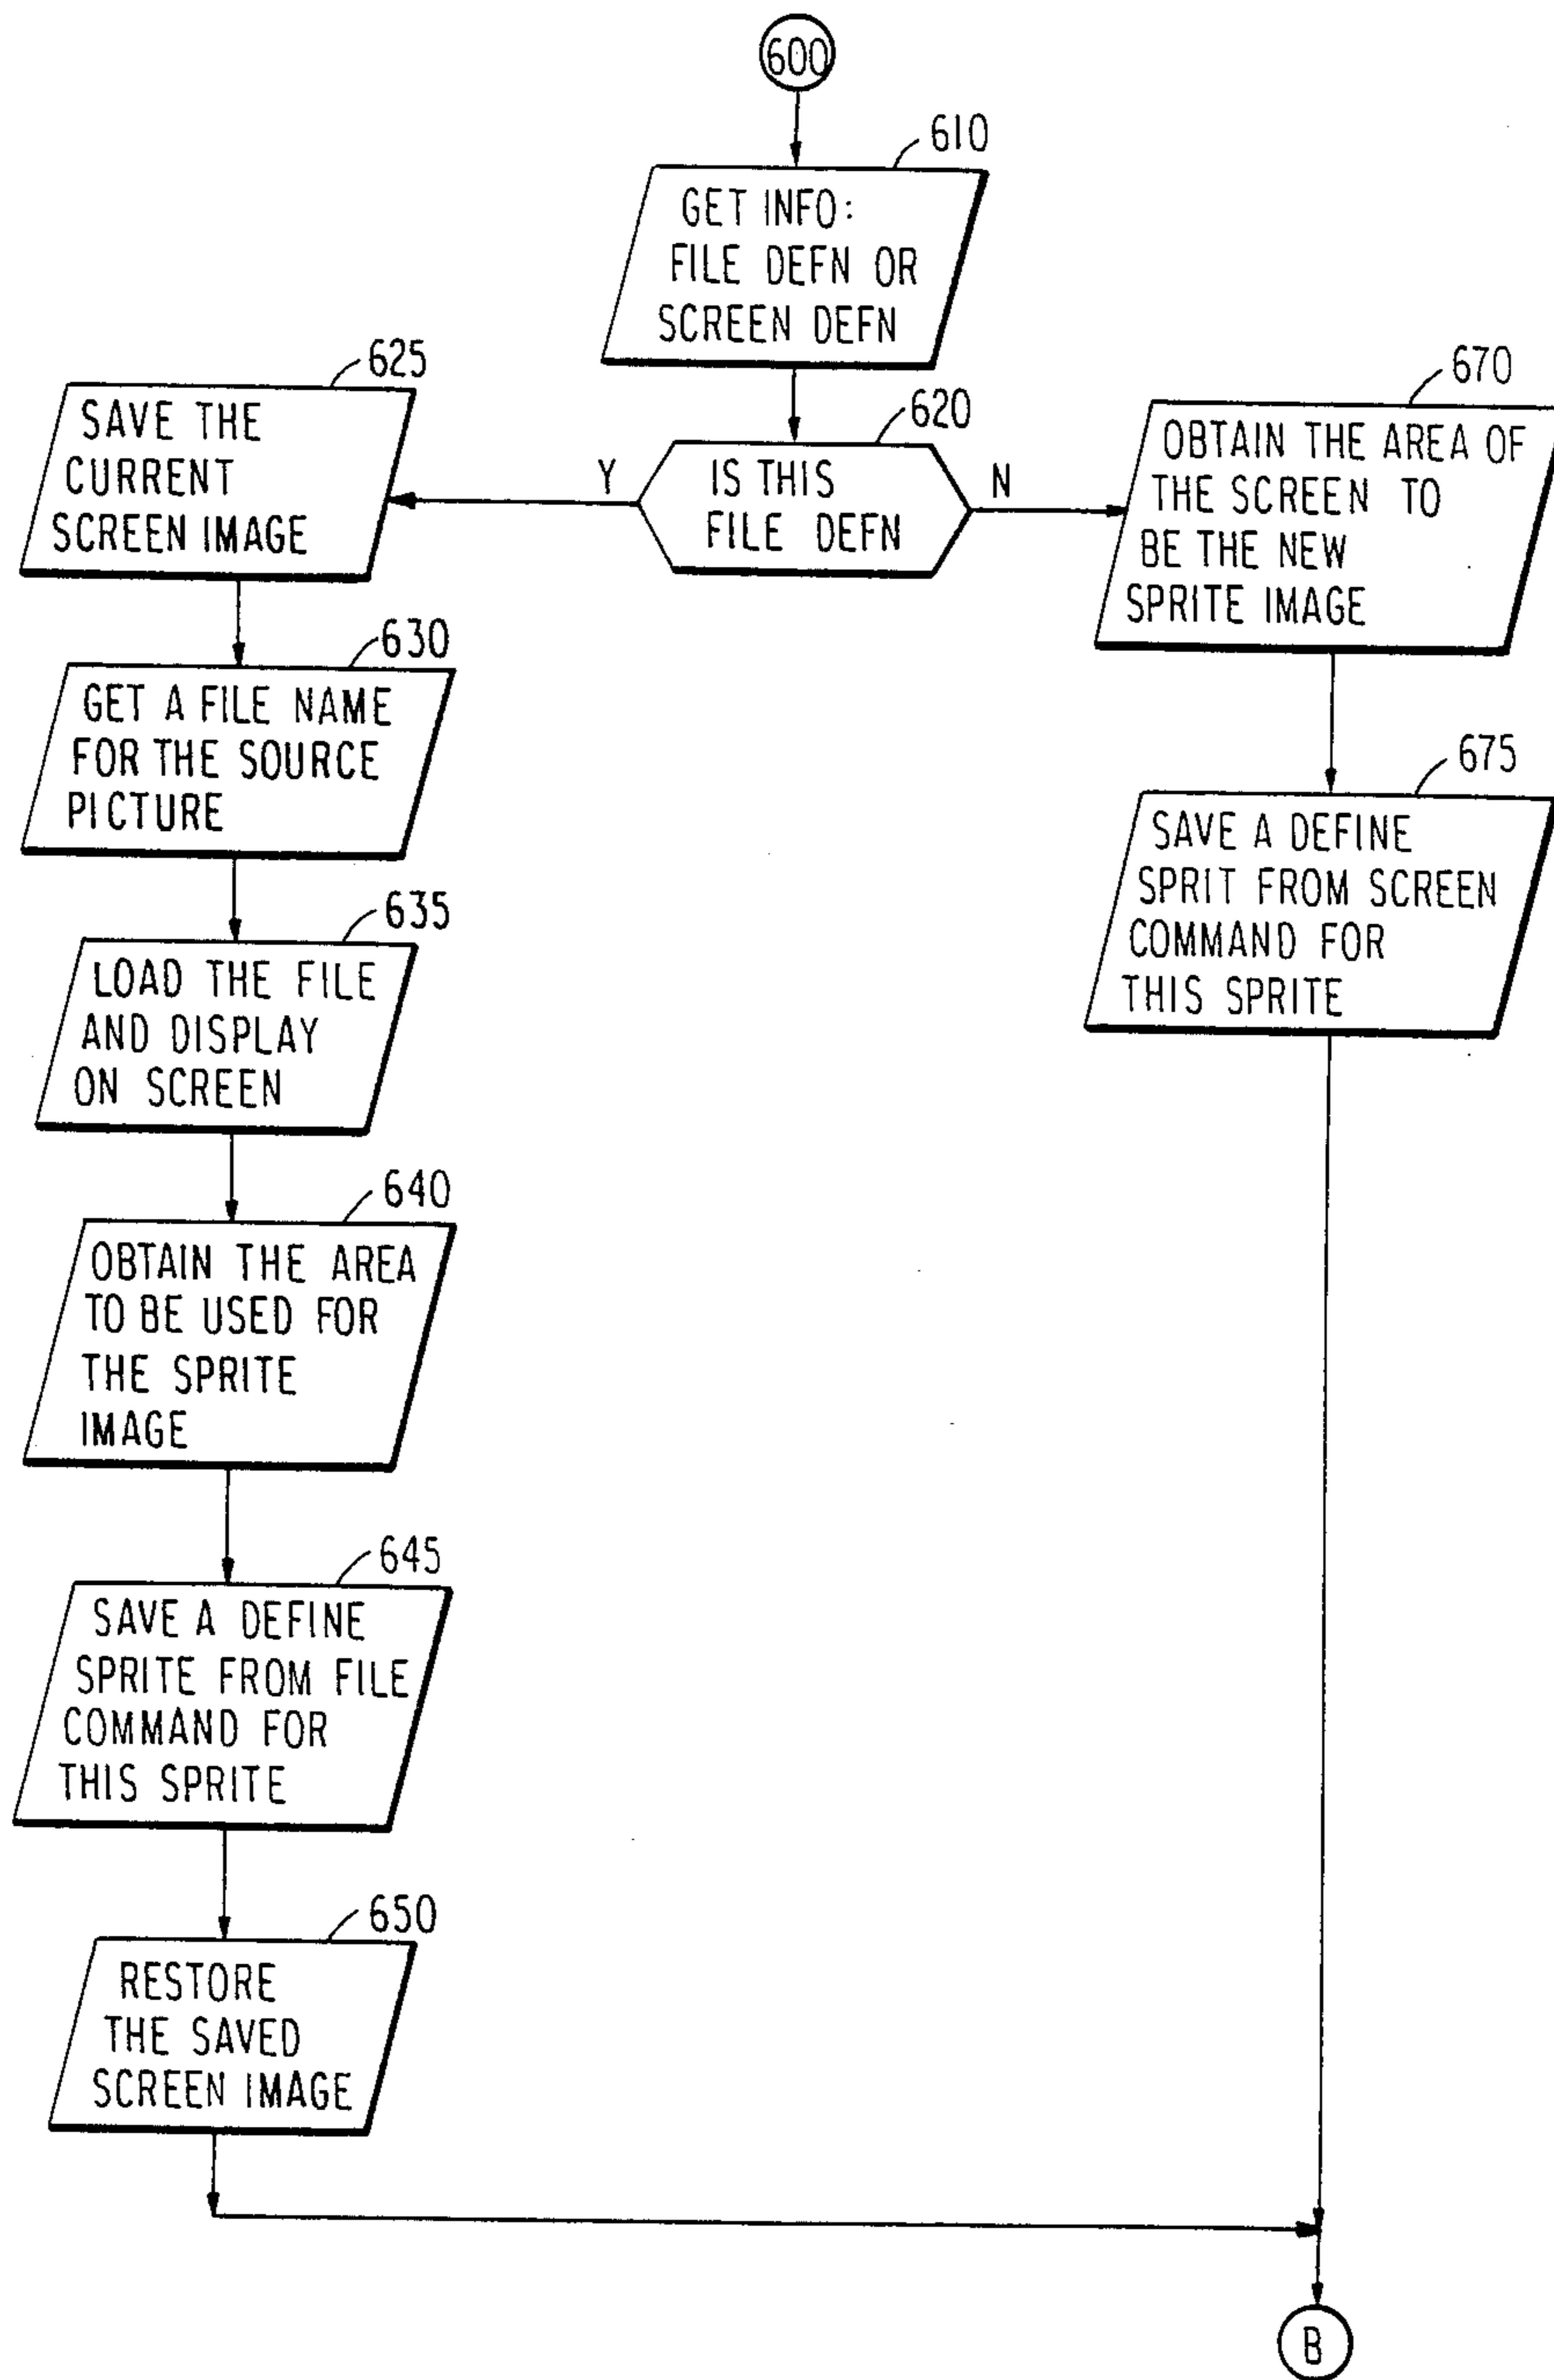 600
610
GET INFO:
FILE DEFN OR
SCREEN DEFN
620
IS THIS
FILE DEFN
Y
N
625
SAVE THE
CURRENT
SCREEN IMAGE
630
GET A FILE NAME
FOR THE SOURCE
PICTURE
635
LOAD THE FILE
AND DISPLAY
ON SCREEN
640
OBTAIN THE AREA
TO BE USED FOR
THE SPRITE
IMAGE
645
SAVE A DEFINE
SPRITE FROM FILE
COMMAND FOR
THIS SPRITE
650
RESTORE
THE SAVED
SCREEN IMAGE
670
OBTAIN THE AREA OF
THE SCREEN TO
BE THE NEW
SPRITE IMAGE
675
SAVE A DEFINE
SPRIT FROM SCREEN
COMMAND FOR
THIS SPRITE
B